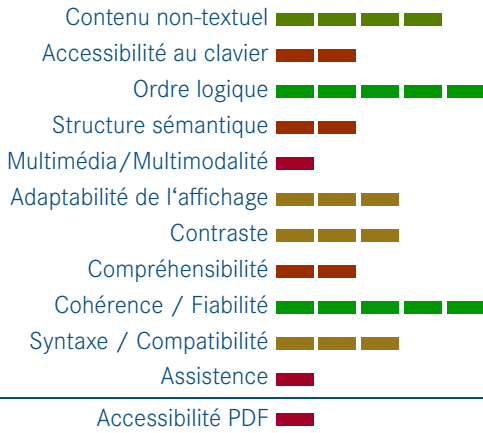 Contenu non-textuel
Accessibilité au clavier
Ordre logique
Structure sémantique
Multimédia/Multimodalité
Adaptabilité de l‘affichage
Contraste
Compréhensibilité
Cohérence / Fiabilité
Syntaxe / Compatibilité
Assistence
Accessibilité PDF